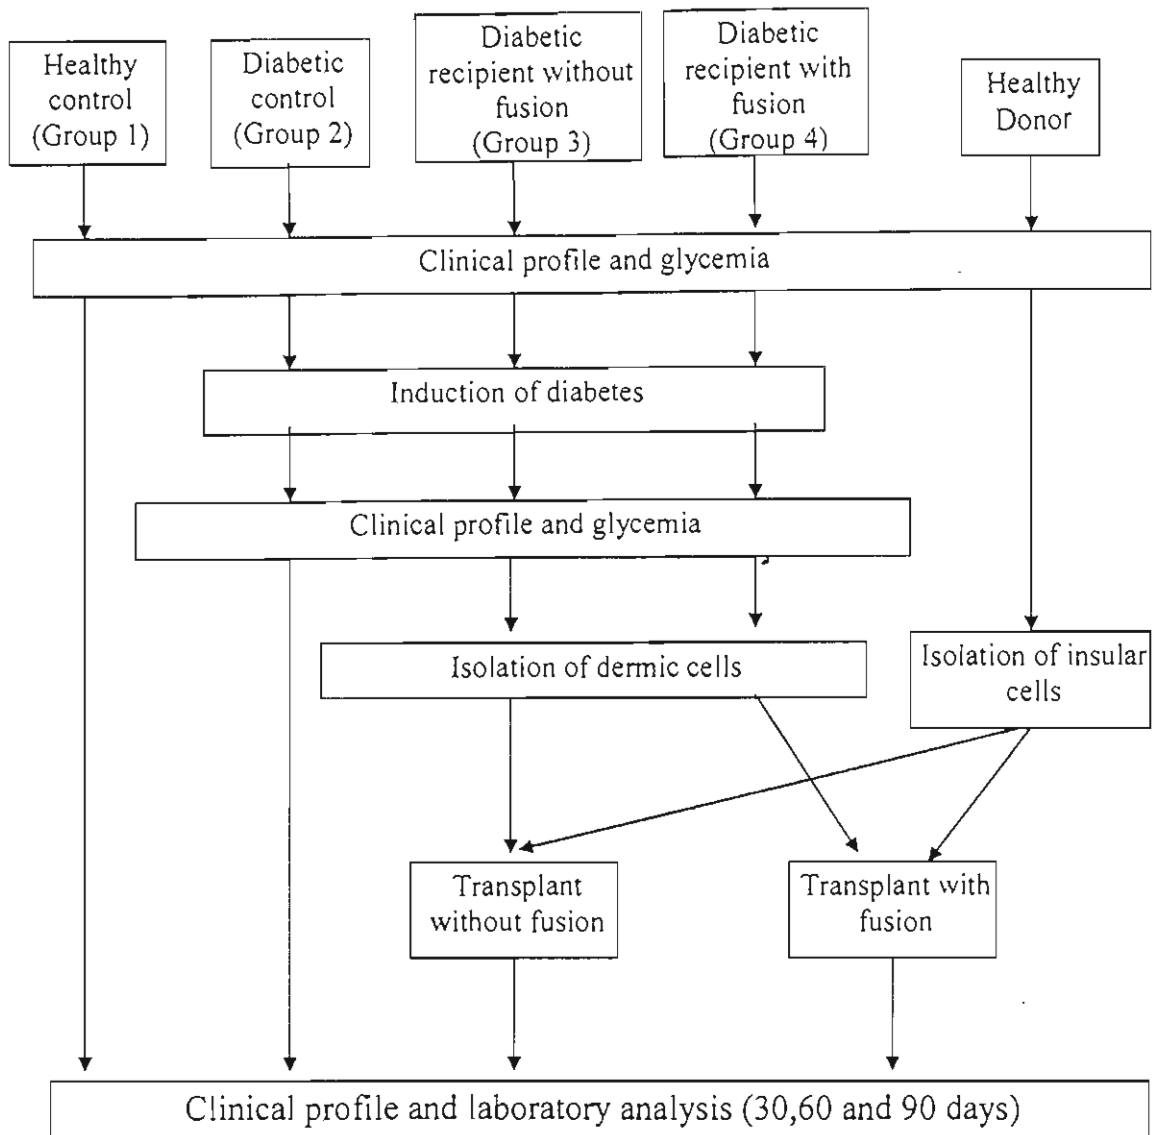 Healthy
control
(Group 1)
Diabetic
control
(Group 2)
Diabetic
recipient without
fusion
(Group 3)
Diabetic
recipient with
fusion
(Group 4)
Healthy
Donor
Clinical profile and glycemia
Induction of diabetes
Clinical profile and glycemia
Isolation of dermic cells
Isolation of insular
cells
Transplant
without fusion
Transplant with
fusion
Clinical profile and laboratory analysis (30,60 and 90 days)